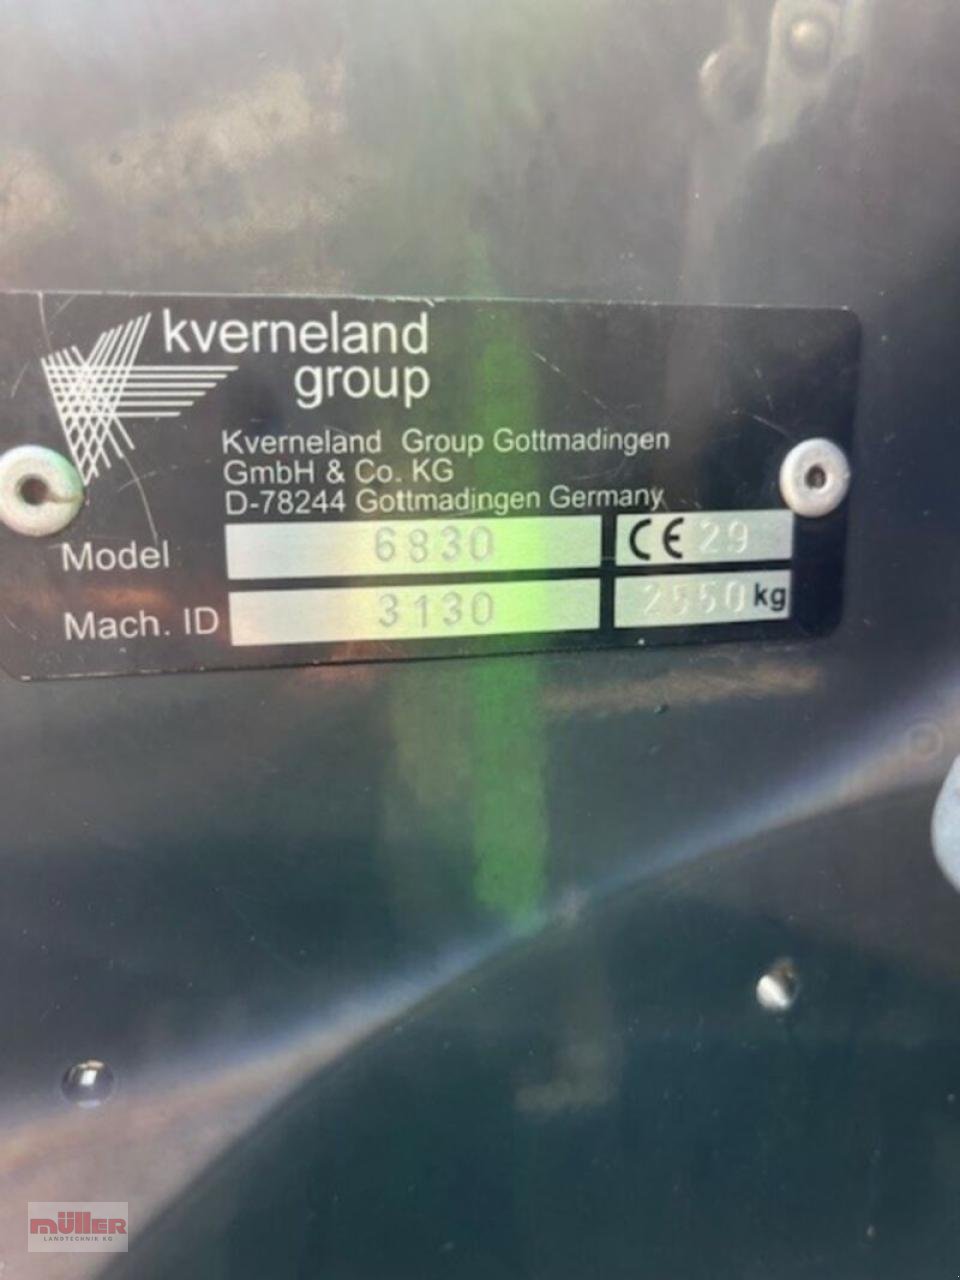 kverneland
group
Kverneland Group Gottmadingen
GmbH & Co. KG
D-78244 Gottmadingen Germany
Model 6830 CE 29
Mach. ID 3130 2550 kg
müller
LANDTECHNIK KG